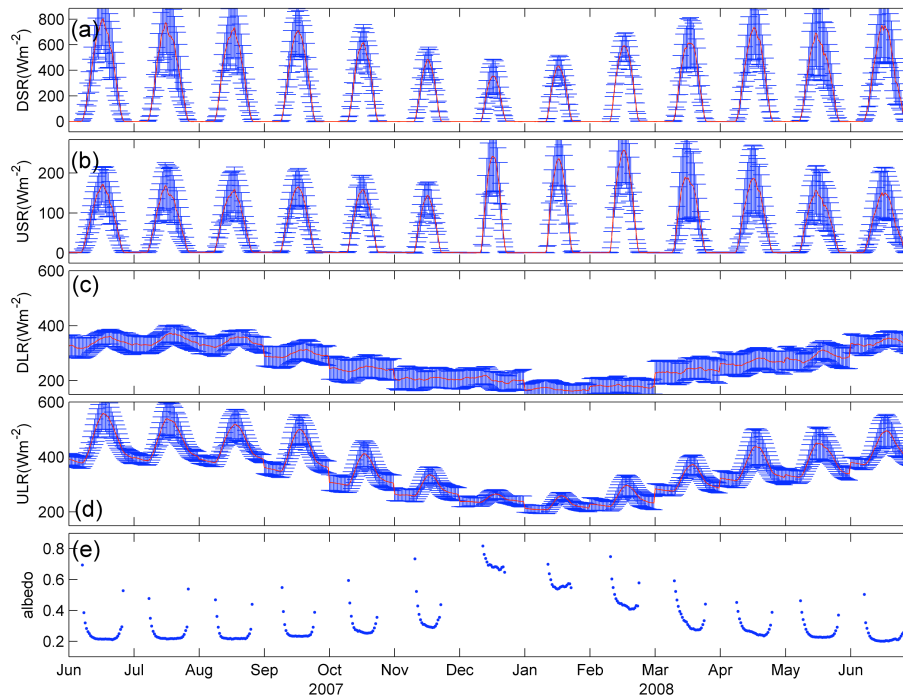 (a)
DSR(Wm-2)
800
600
400
200
0
(b)
USR(Wm-2)
200
100
0
(c)
DLR(Wm-2)
600
400
200
(d)
ULR(Wm-2)
600
400
200
(e)
albedo
0.8
0.6
0.4
0.2
Jun Jul Aug Sep Oct Nov Dec Jan Feb Mar Apr May Jun
2007 2008